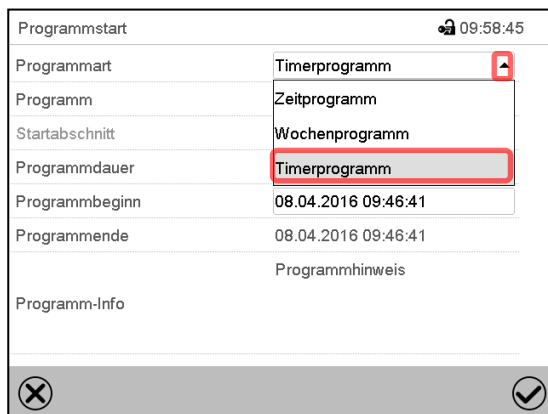 Programmstart 09:58:45
Programmart Timerprogramm
Programm Zeitprogramm
Startabschnitt Wochenprogramm
Programmdauer Timerprogramm
Programmbeginn 08.04.2016 09:46:41
Programmende 08.04.2016 09:46:41
Programmhinweis
Programm-Info